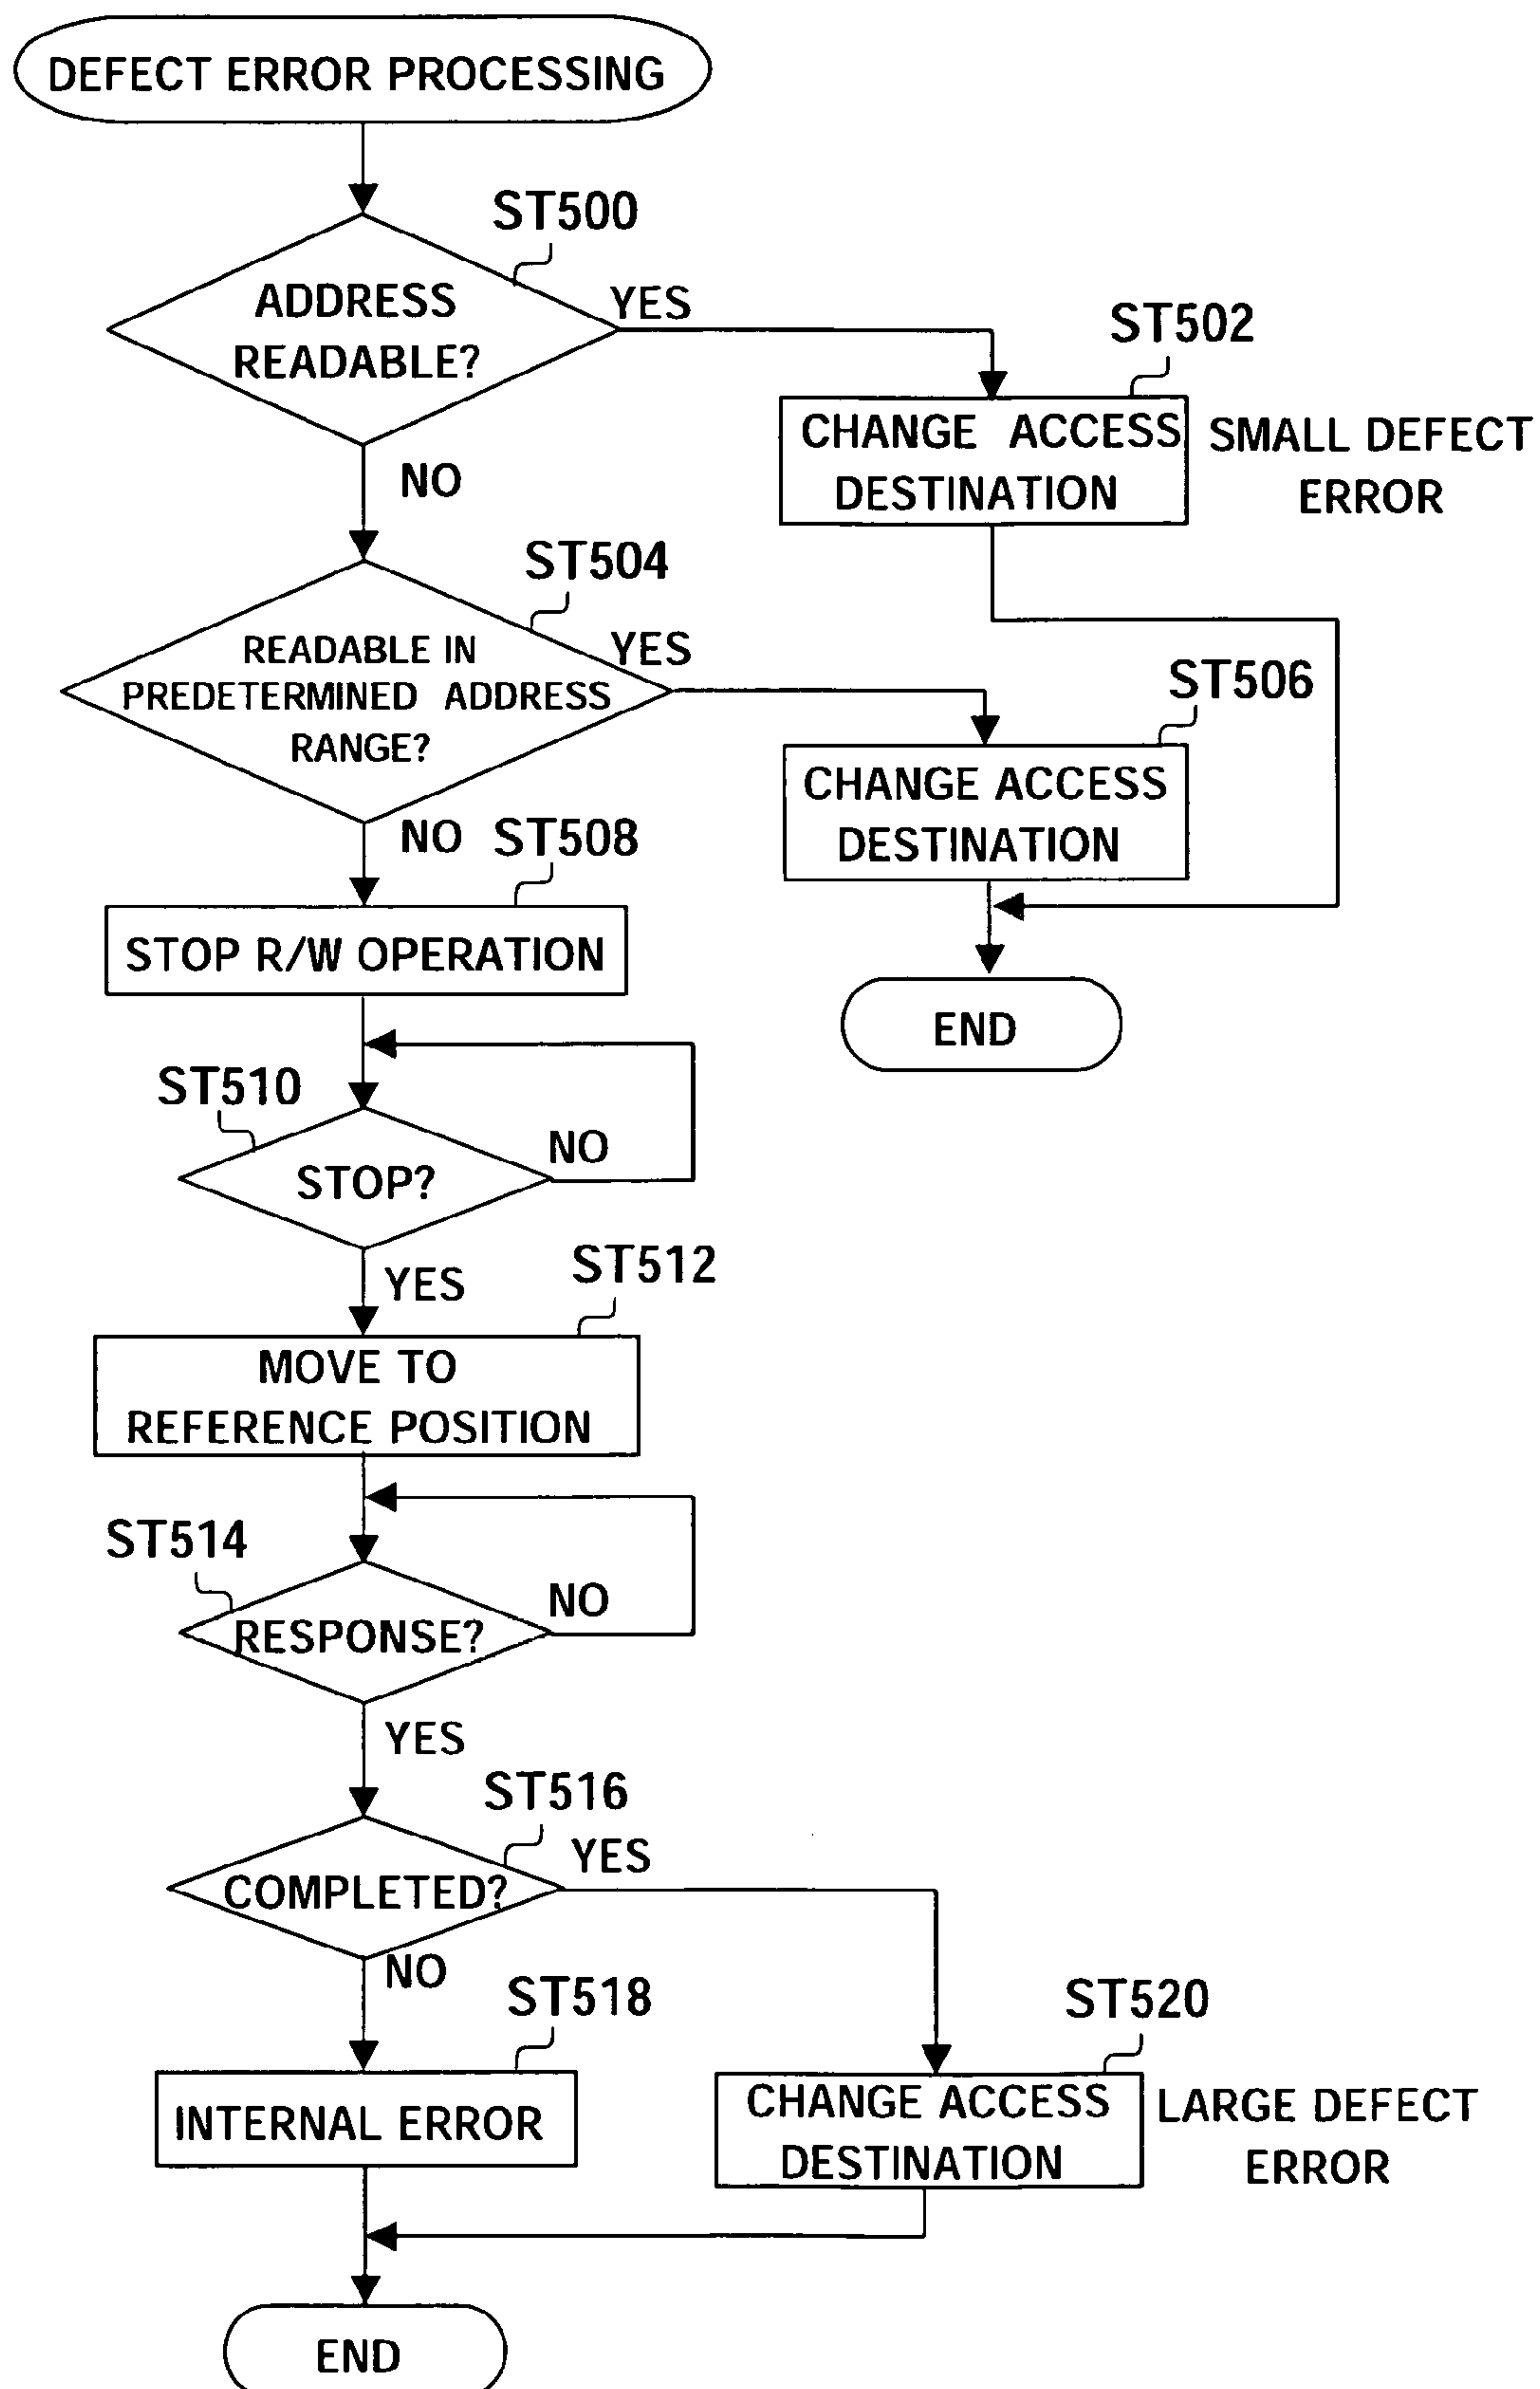 DEFECT ERROR PROCESSING
ST500
ADDRESS
READABLE?
YES
NO
ST502
CHANGE ACCESS
DESTINATION
SMALL DEFECT
ERROR
ST504
READABLE IN
PREDETERMINED ADDRESS
RANGE?
YES
NO
ST506
CHANGE ACCESS
DESTINATION
END
ST508
STOP R/W OPERATION
ST510
STOP?
NO
YES
ST512
MOVE TO
REFERENCE POSITION
ST514
RESPONSE?
NO
YES
ST516
COMPLETED?
YES
NO
ST518
INTERNAL ERROR
ST520
CHANGE ACCESS
DESTINATION
LARGE DEFECT
ERROR
END